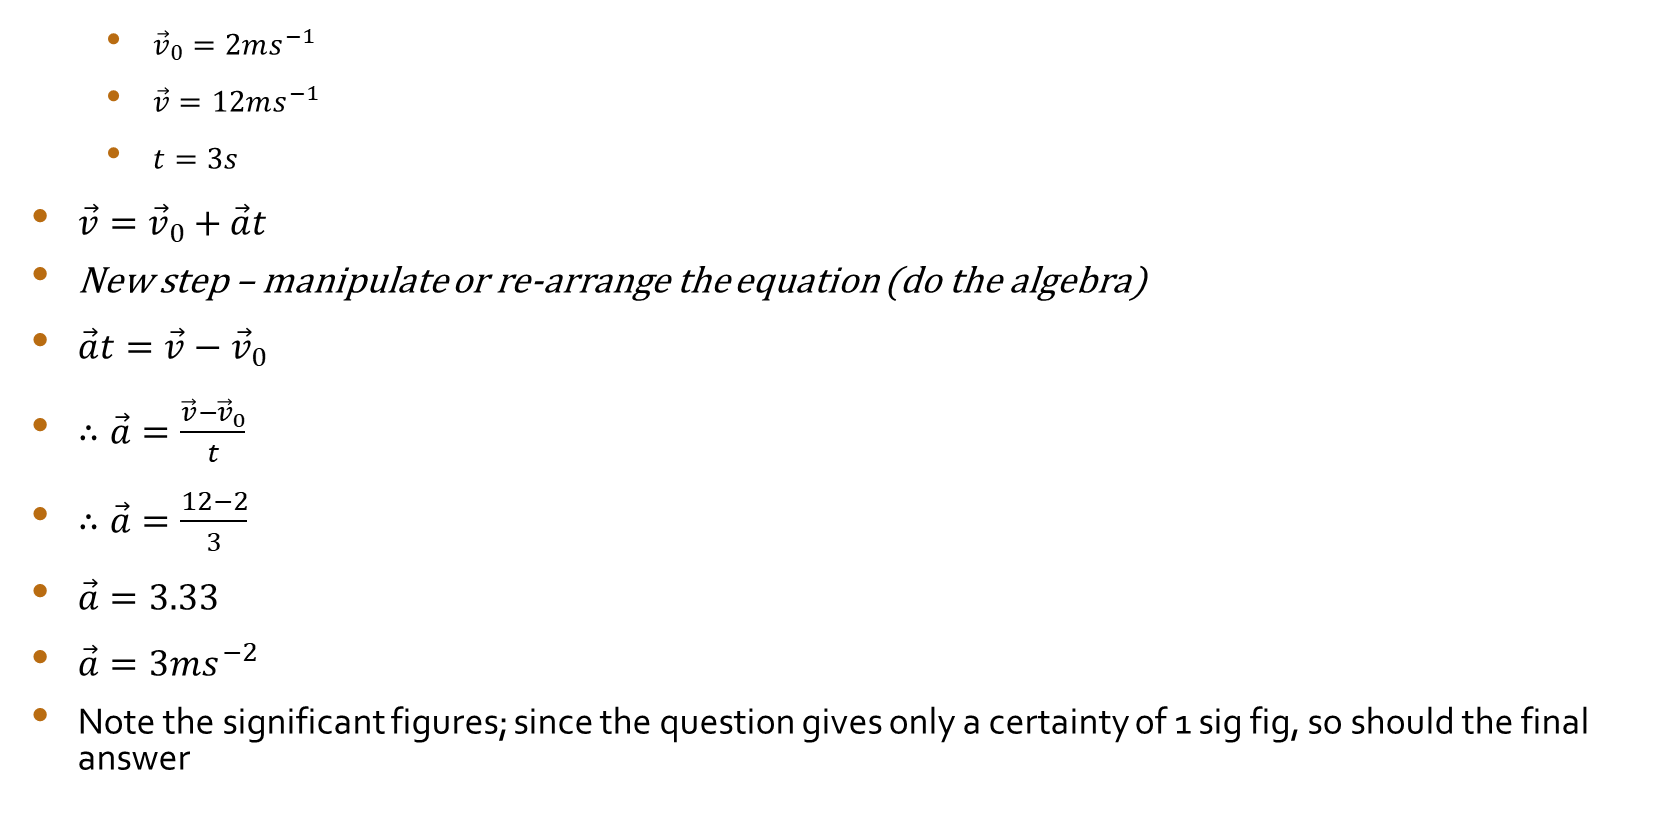 • v⃗₀ = 2ms⁻¹
• v⃗ = 12ms⁻¹
• t = 3s
• v⃗ = v⃗₀ + a⃗t
• New step – manipulate or re-arrange the equation (do the algebra)
• a⃗t = v⃗ − v⃗₀
• ∴ a⃗ = (v⃗−v⃗₀)/t
• ∴ a⃗ = (12−2)/3
• a⃗ = 3.33
• a⃗ = 3ms⁻²
• Note the significant figures; since the question gives only a certainty of 1 sig fig, so should the final
answer